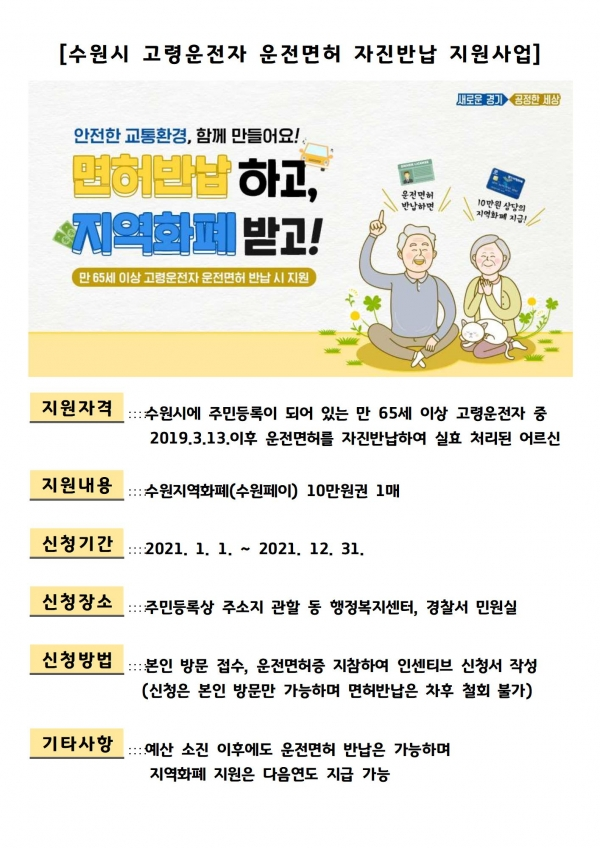 [수원시 고령운전자 운전면허 자진반납 지원사업]
새로운 경기 공정한 세상
안전한 교통환경, 함께 만들어요!
면허반납 하고,
지역화폐 받고!
만 65세 이상 고령운전자 운전면허 반납 시 지원
운전면허
반납하면
10만원 상당의
지역화폐 지급!
지원자격 ::::수원시에 주민등록이 되어 있는 만 65세 이상 고령운전자 중
2019.3.13.이후 운전면허를 자진반납하여 실효 처리된 어르신
지원내용 ::::수원지역화폐(수원페이) 10만원권 1매
신청기간 ::::2021. 1. 1. ~ 2021. 12. 31.
신청장소 ::::주민등록상 주소지 관할 동 행정복지센터, 경찰서 민원실
신청방법 ::::본인 방문 접수, 운전면허증 지참하여 인센티브 신청서 작성
(신청은 본인 방문만 가능하며 면허반납은 차후 철회 불가)
기타사항 ::::예산 소진 이후에도 운전면허 반납은 가능하며
지역화폐 지원은 다음연도 지급 가능